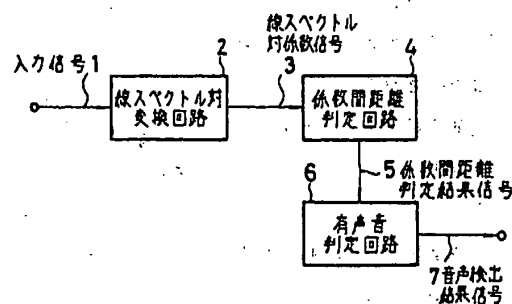 入力信号1
2
線スペクトル対
変換回路
線スペクトル
対係数信号
3
4
係数間距離
判定回路
5係数間距離
判定結果信号
6
有声音
判定回路
7音声検出
結果信号